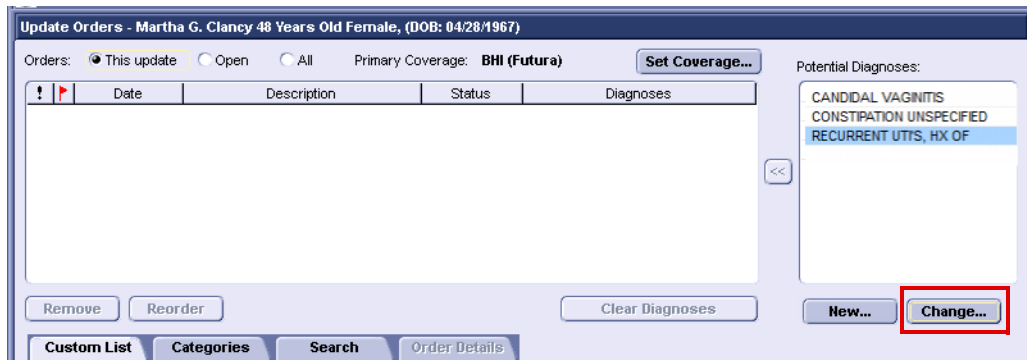 Update Orders - Martha G. Clancy 48 Years Old Female, (DOB: 04/28/1967)
Orders: This update Open All Primary Coverage: BHI (Futura) Set Coverage... Potential Diagnoses:
! Date Description Status Diagnoses
CANDIDAL VAGINITIS
CONSTIPATION UNSPECIFIED
RECURRENT UTI'S, HX OF
<<
Remove Reorder Clear Diagnoses New... Change...
Custom List Categories Search Order Details